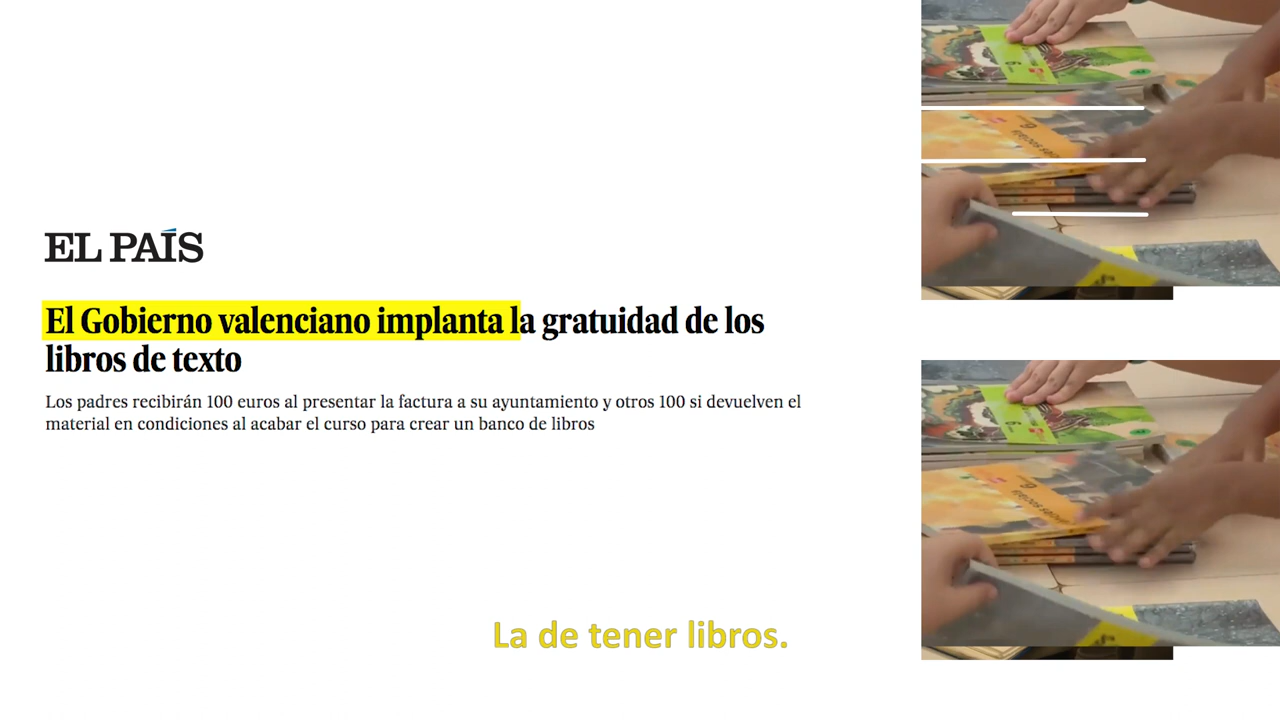 EL PAÍS
El Gobierno valenciano implanta la gratuidad de los
libros de texto
Los padres recibirán 100 euros al presentar la factura a su ayuntamiento y otros 100 si devuelven el
material en condiciones al acabar el curso para crear un banco de libros
La de tener libros.